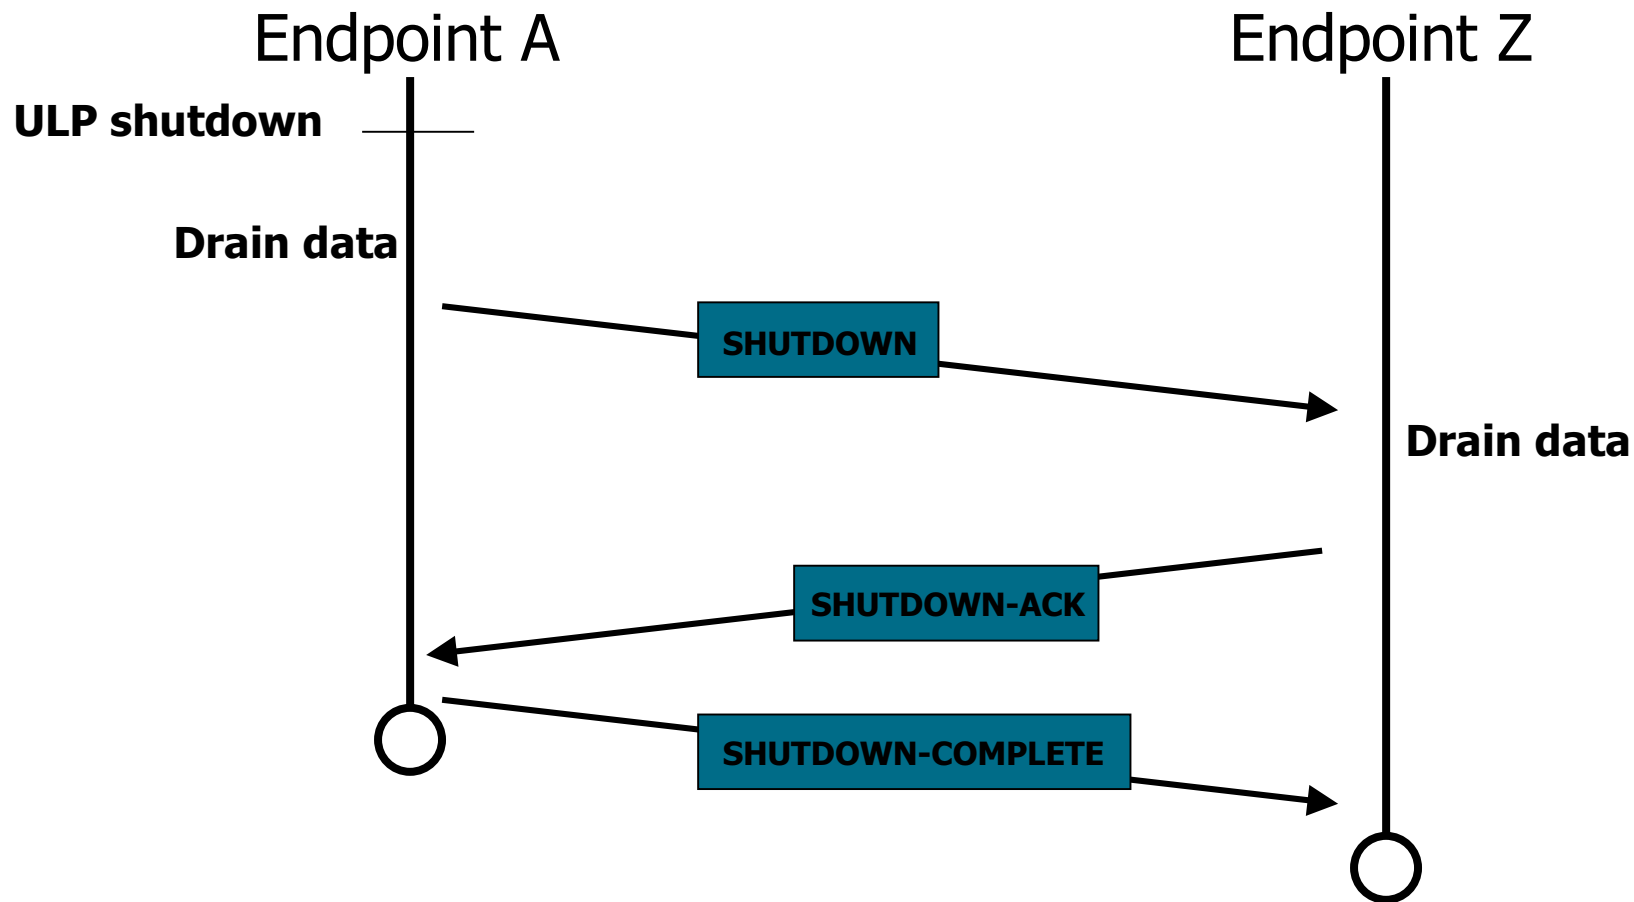 Endpoint A
Endpoint Z
ULP shutdown
Drain data
SHUTDOWN
Drain data
SHUTDOWN-ACK
SHUTDOWN-COMPLETE